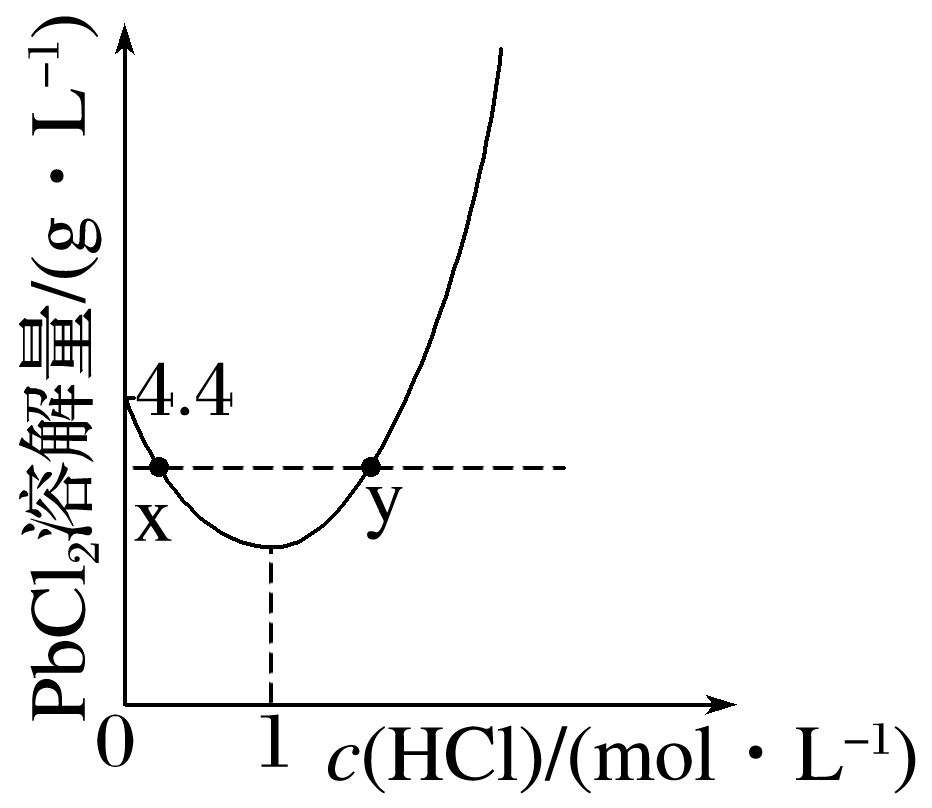 PbCl₂溶解量/(g · L⁻¹)
4.4
x
y
0
1
c(HCl)/(mol · L⁻¹)